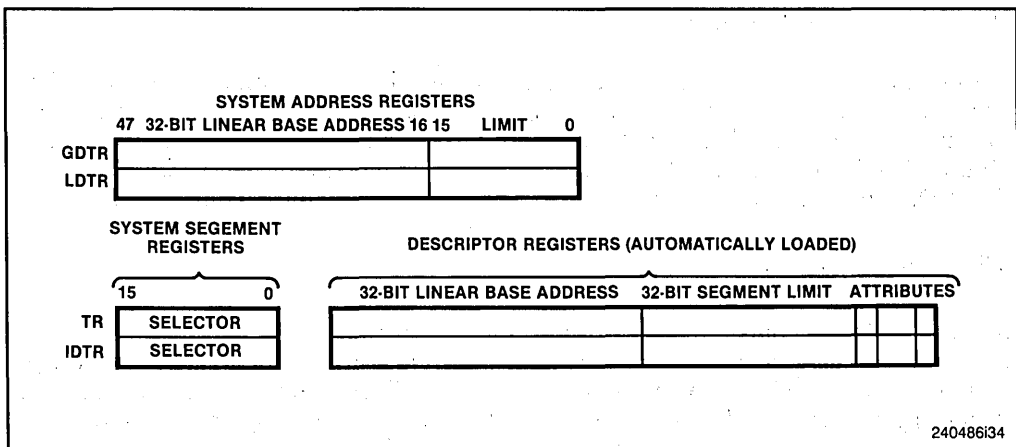 SYSTEM ADDRESS REGISTERS
47 32-BIT LINEAR BASE ADDRESS 16 15 LIMIT 0
GDTR
LDTR
SYSTEM SEGEMENT
REGISTERS
DESCRIPTOR REGISTERS (AUTOMATICALLY LOADED)
15 0
32-BIT LINEAR BASE ADDRESS 32-BIT SEGMENT LIMIT ATTRIBUTES
TR SELECTOR
IDTR SELECTOR
240486i34